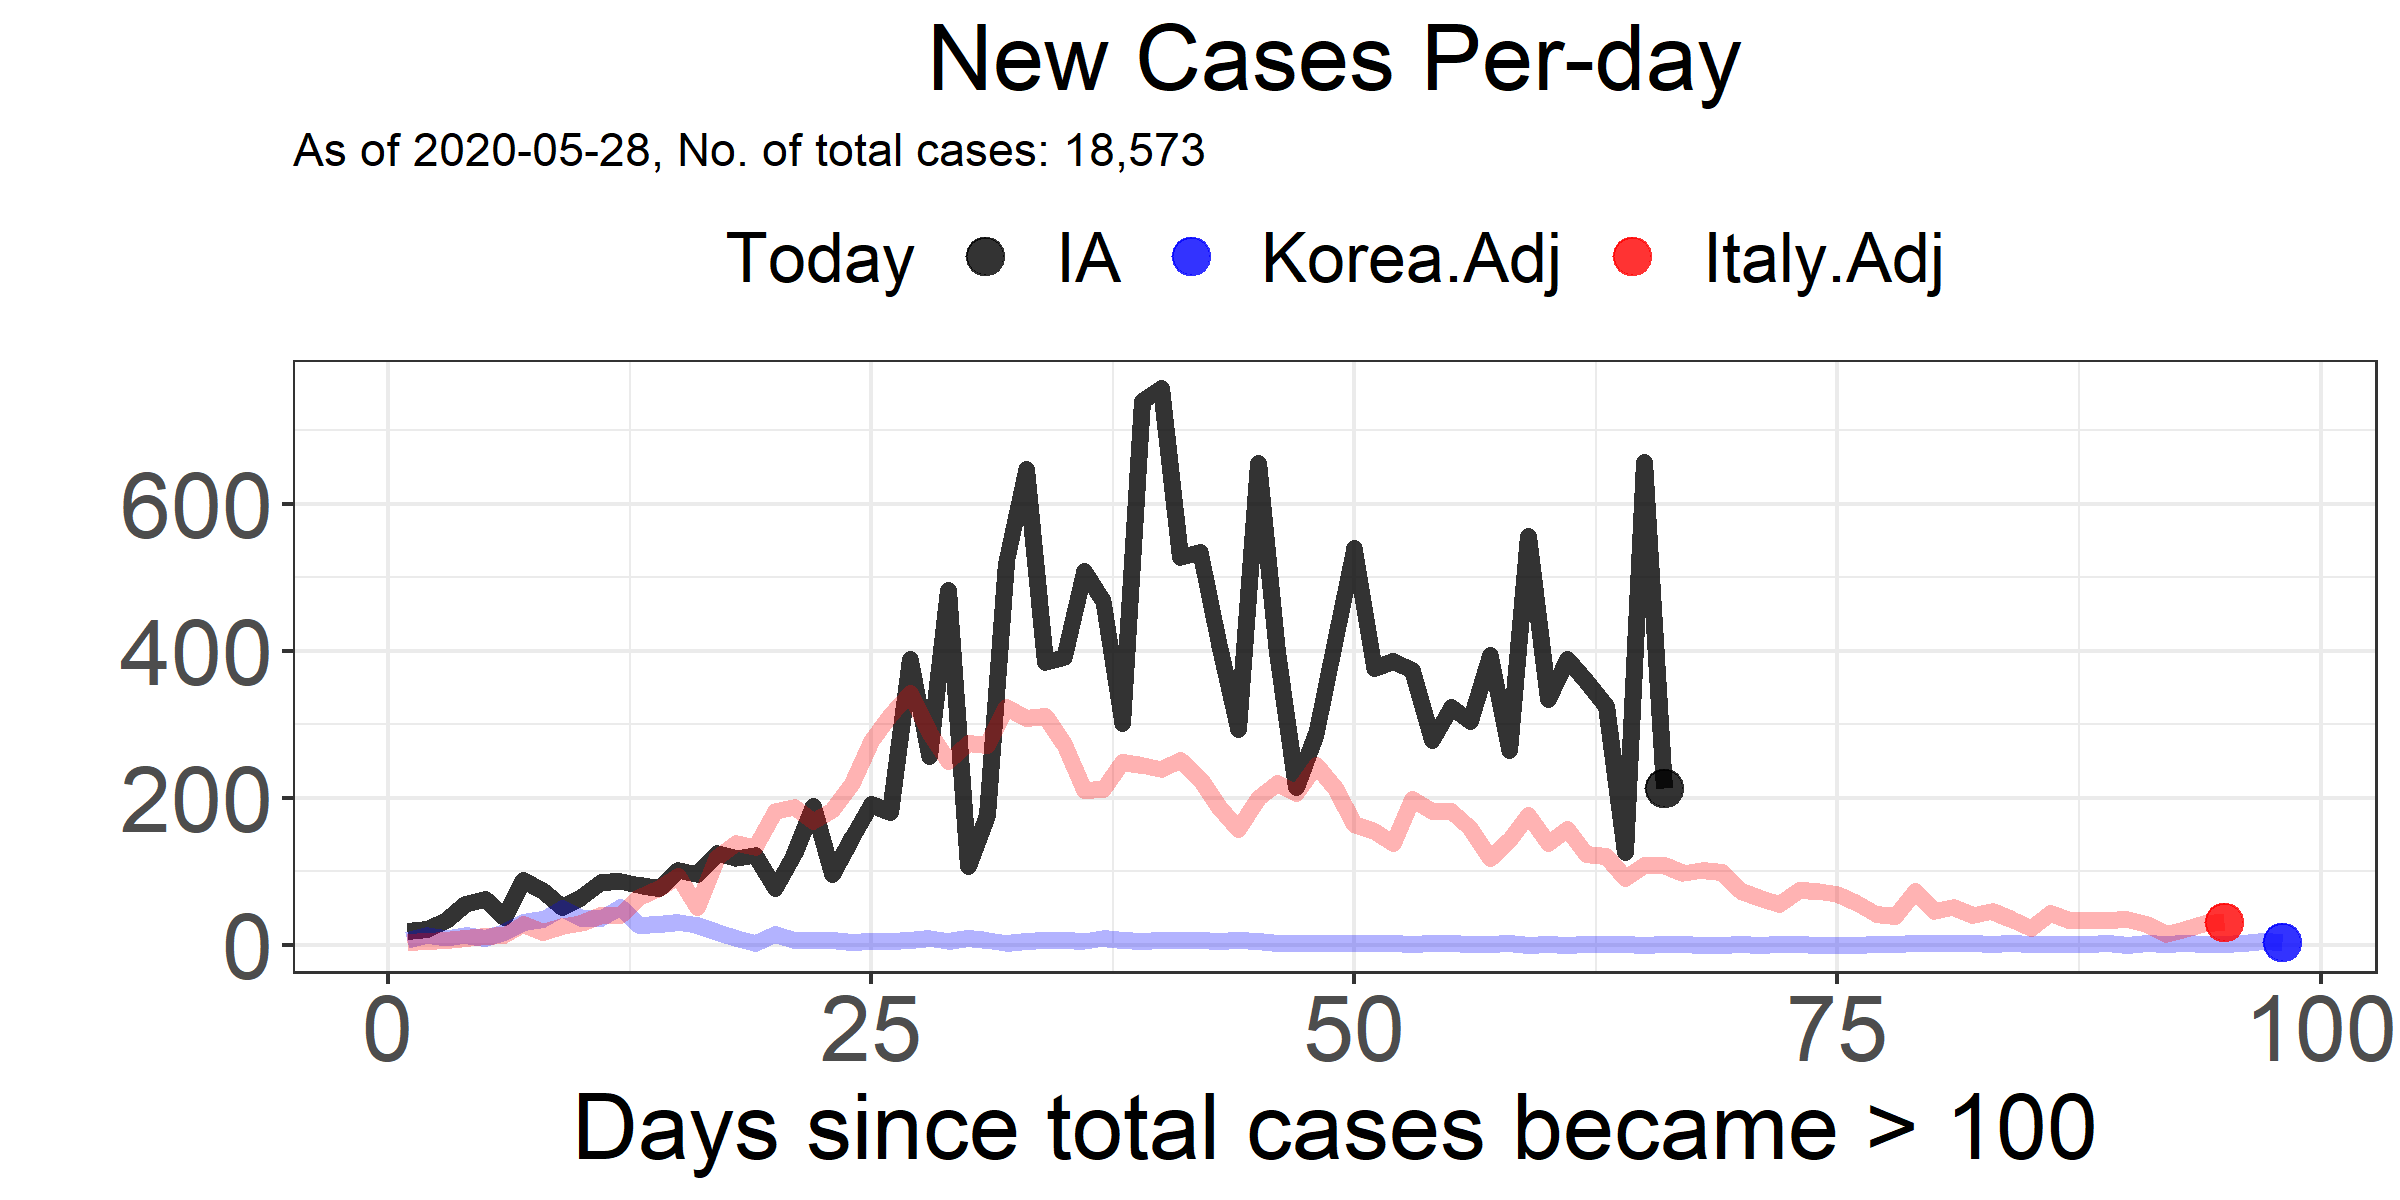 New Cases Per-day
As of 2020-05-28, No. of total cases: 18,573
Today IA Korea.Adj Italy.Adj
600
400
200
0
0 25 50 75 100
Days since total cases became > 100